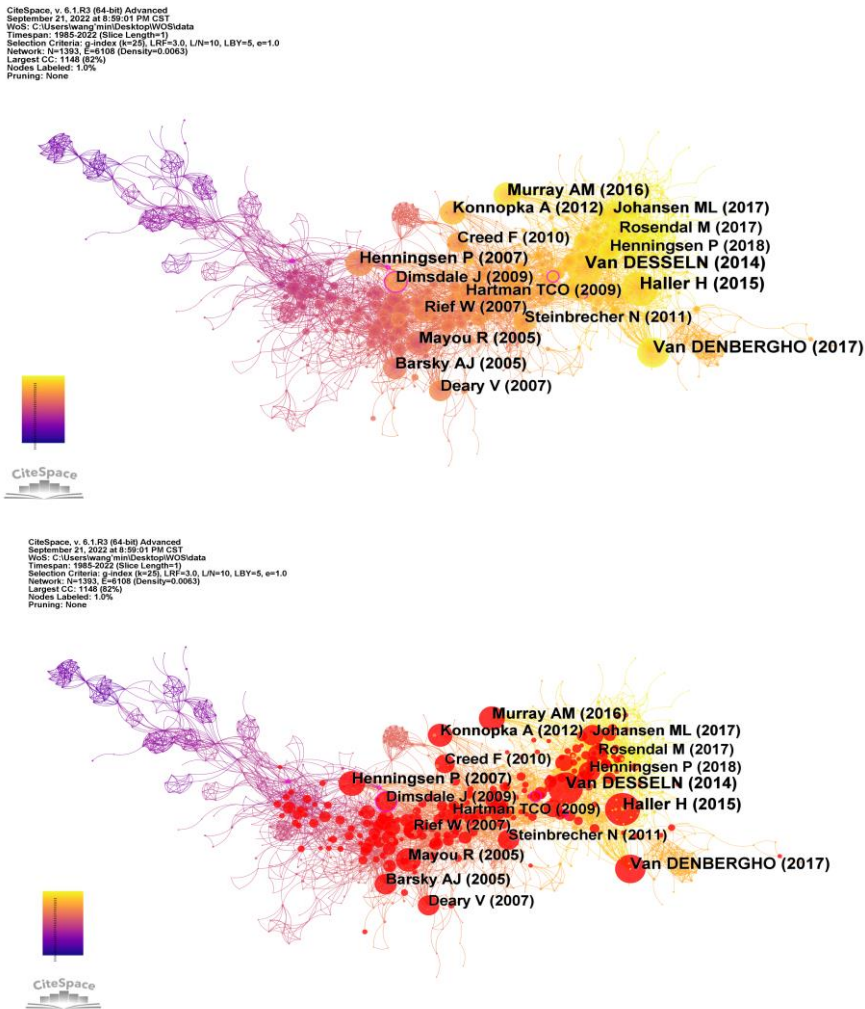 CiteSpace, v. 6.1.R3 (64-bit) Advanced
September 21, 2022 at 8:59:01 PM CST
WoS: C:\Users\wang'min\Desktop\WOS\data
Timespan: 1985-2022 (Slice Length=1)
Selection Criteria: g-index (k=25), LRF=3.0, L/N=10, LBY=5, e=1.0
Network: N=1393, E=6108 (Density=0.0063)
Largest CC: 1148 (82%)
Nodes Labeled: 1.0%
Pruning: None
Murray AM (2016)
Konnopka A (2012) Johansen ML (2017)
Rosendal M (2017)
Creed F (2010)
Henningsen P (2018)
Henningsen P (2007)
Van DESSELN (2014)
Dimsdale J (2009)
Haller H (2015)
Hartman TCO (2009)
Rief W (2007)
Steinbrecher N (2011)
Mayou R (2005)
Van DENBERGHO (2017)
Barsky AJ (2005)
Deary V (2007)
CiteSpace
CiteSpace, v. 6.1.R3 (64-bit) Advanced
September 21, 2022 at 8:59:01 PM CST
WoS: C:\Users\wang'min\Desktop\WOS\data
Timespan: 1985-2022 (Slice Length=1)
Selection Criteria: g-index (k=25), LRF=3.0, L/N=10, LBY=5, e=1.0
Network: N=1393, E=6108 (Density=0.0063)
Largest CC: 1148 (82%)
Nodes Labeled: 1.0%
Pruning: None
Murray AM (2016)
Konnopka A (2012) Johansen ML (2017)
Rosendal M (2017)
Creed F (2010)
Henningsen P (2018)
Henningsen P (2007)
Van DESSELN (2014)
Dimsdale J (2009)
Haller H (2015)
Hartman TCO (2009)
Rief W (2007)
Steinbrecher N (2011)
Mayou R (2005)
Van DENBERGHO (2017)
Barsky AJ (2005)
Deary V (2007)
CiteSpace